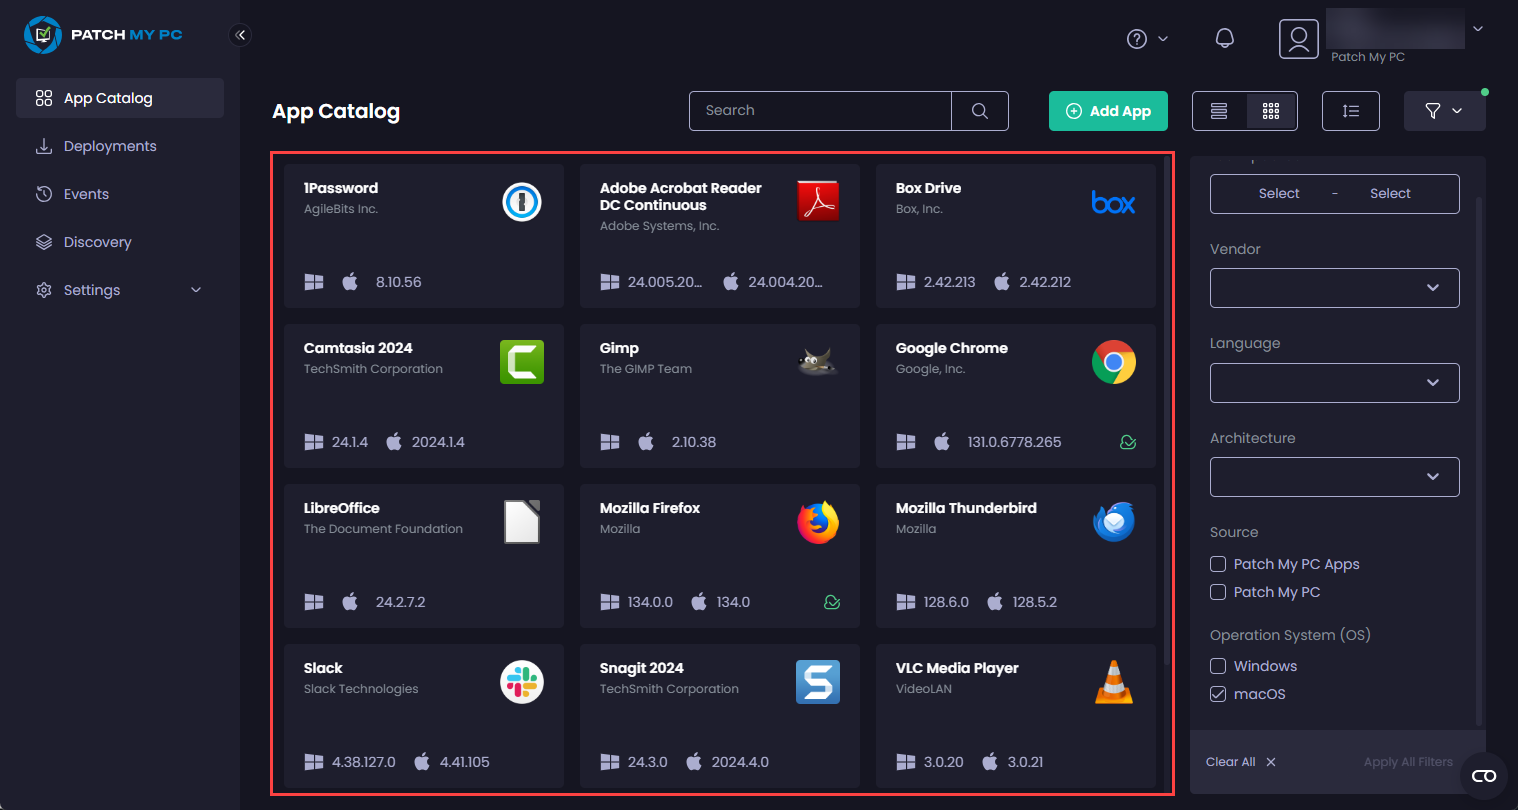 PATCH MY PC
Patch My PC
App Catalog
Deployments
Events
Discovery
Settings
App Catalog
Search
Add App
1Password
AgileBits Inc.
8.10.56
Adobe Acrobat Reader
DC Continuous
Adobe Systems, Inc.
24.005.20...
24.004.20...
Box Drive
Box, Inc.
box
2.42.213
2.42.212
Camtasia 2024
TechSmith Corporation
24.1.4
2024.1.4
Gimp
The GIMP Team
2.10.38
Google Chrome
Google, Inc.
131.0.6778.265
LibreOffice
The Document Foundation
24.2.7.2
Mozilla Firefox
Mozilla
134.0.0
134.0
Mozilla Thunderbird
Mozilla
128.6.0
128.5.2
Slack
Slack Technologies
4.38.127.0
4.41.105
Snagit 2024
TechSmith Corporation
24.3.0
2024.4.0
VLC Media Player
VideoLAN
3.0.20
3.0.21
Select - Select
Vendor
Language
Architecture
Source
Patch My PC Apps
Patch My PC
Operation System (OS)
Windows
macOS
Clear All
Apply All Filters